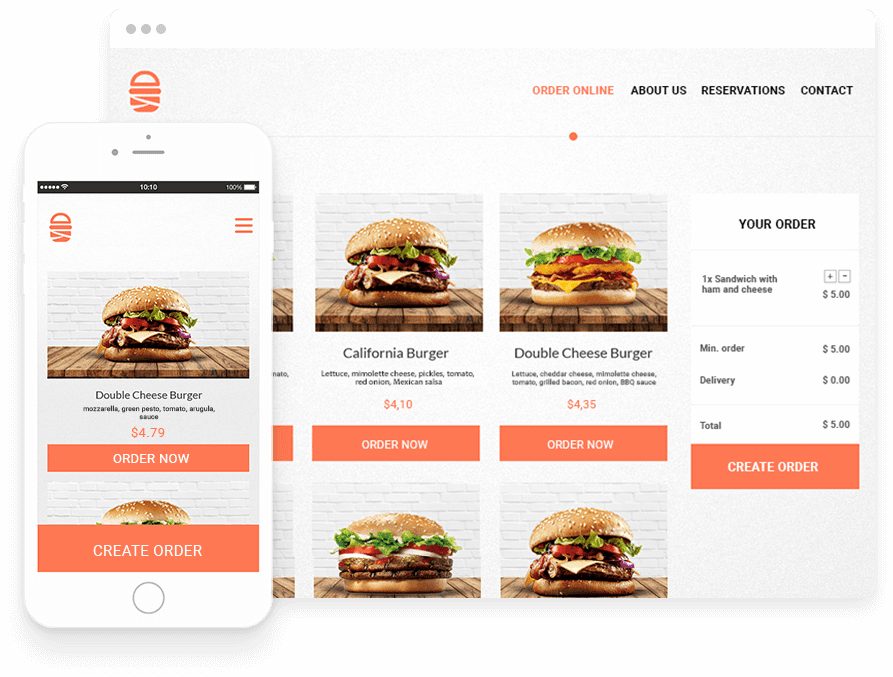 ORDER ONLINE ABOUT US RESERVATIONS CONTACT
10:10 100%
Double Cheese Burger
mozzarella, green pesto, tomato, arugula,
sauce
$4.79
ORDER NOW
CREATE ORDER
California Burger
Lettuce, mimolette cheese, pickles, tomato,
red onion, Mexican salsa
$4,10
ORDER NOW
Double Cheese Burger
Lettuce, cheddar cheese, mimolette cheese,
tomato, grilled bacon, red onion, BBQ sauce
$4,35
ORDER NOW
YOUR ORDER
1x Sandwich with
ham and cheese
+ −
$ 5.00
Min. order $ 5.00
Delivery $ 0.00
Total $ 5.00
CREATE ORDER